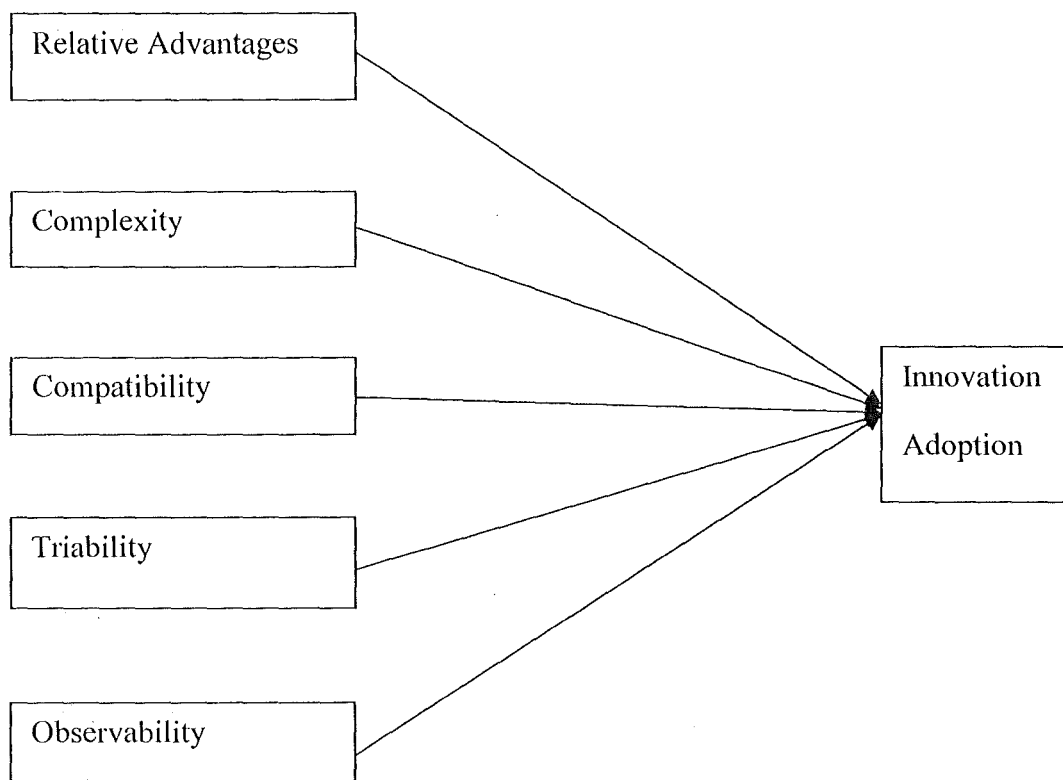 Relative Advantages
Complexity
Compatibility
Innovation
Adoption
Triability
Observability